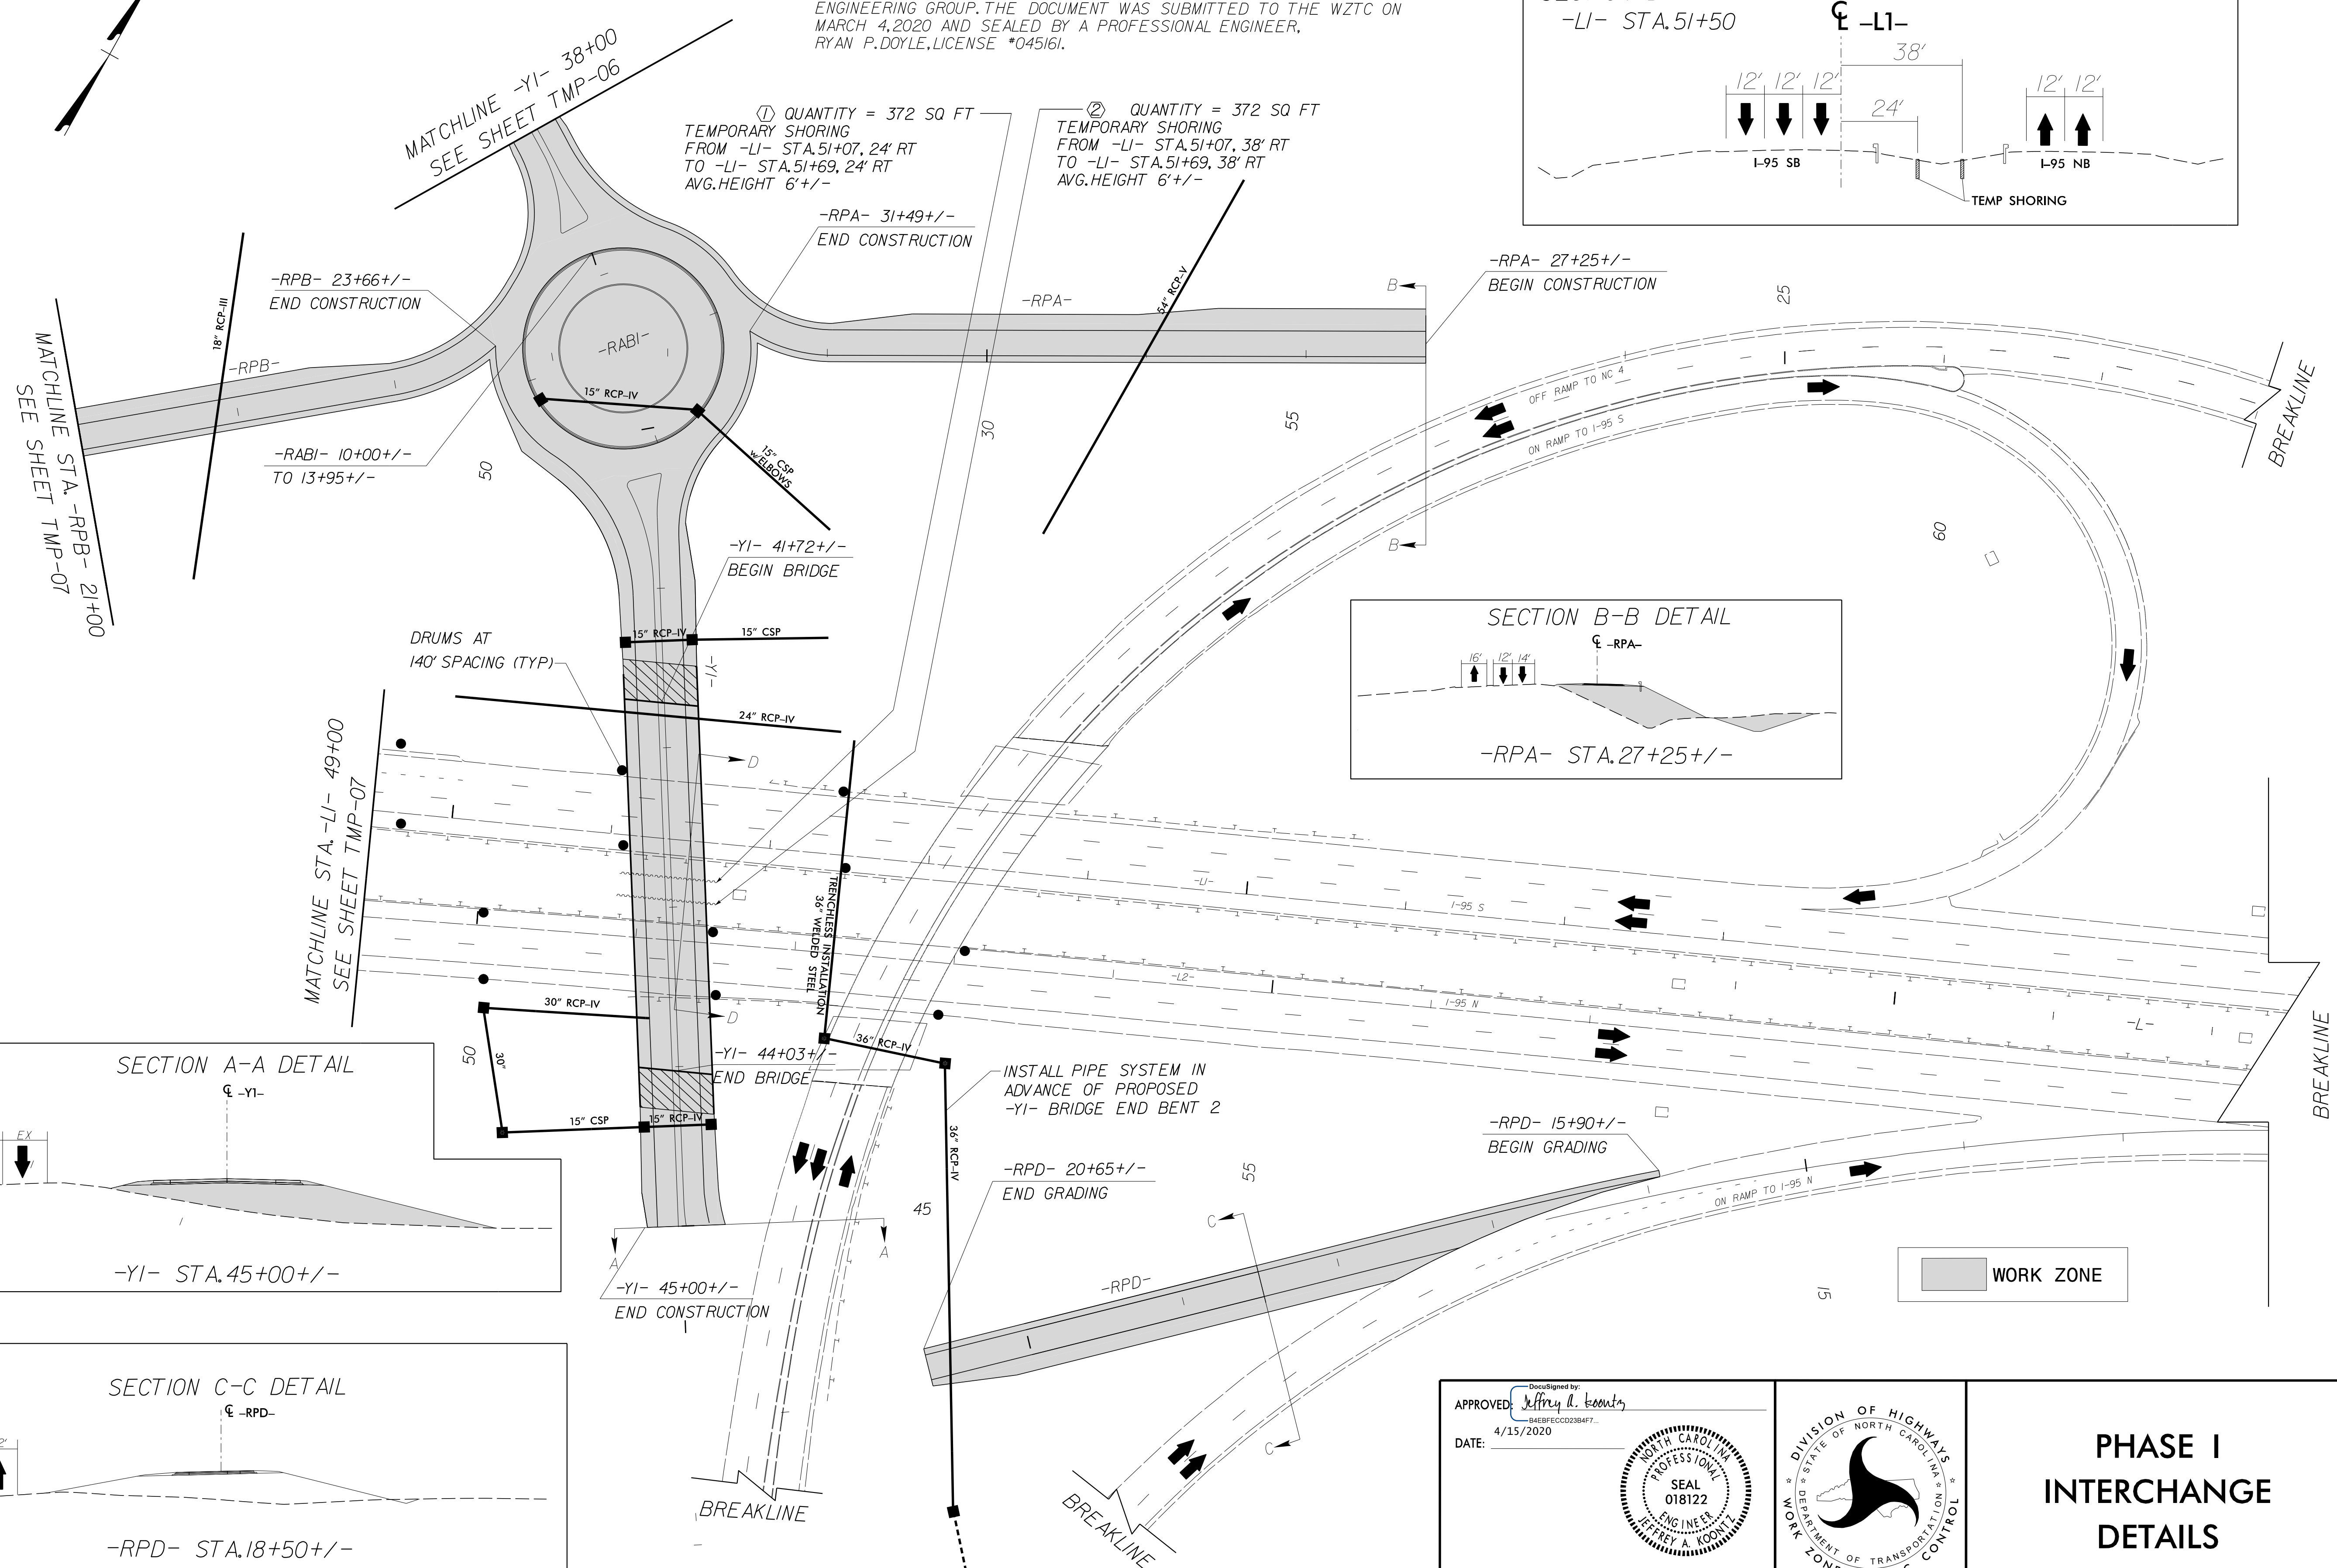 ENGINEERING GROUP. THE DOCUMENT WAS SUBMITTED TO THE WZTC ON
MARCH 4,2020 AND SEALED BY A PROFESSIONAL ENGINEER,
RYAN P.DOYLE,LICENSE #045161.
-L1- STA.51+50
℄ -L1-
38'
12' 12' 12'
24'
12' 12'
I-95 SB
I-95 NB
TEMP SHORING
MATCHLINE -Y1- 38+00
SEE SHEET TMP-06
1 QUANTITY = 372 SQ FT
TEMPORARY SHORING
FROM -L1- STA.51+07, 24' RT
TO -L1- STA.51+69, 24' RT
AVG.HEIGHT 6'+/-
2 QUANTITY = 372 SQ FT
TEMPORARY SHORING
FROM -L1- STA.51+07, 38' RT
TO -L1- STA.51+69, 38' RT
AVG.HEIGHT 6'+/-
-RPA- 31+49+/-
END CONSTRUCTION
-RPB- 23+66+/-
END CONSTRUCTION
18" RCP-III
-RPB-
MATCHLINE STA.-RPB- 21+00
SEE SHEET TMP-07
-RAB1-
15" RCP-IV
15" CSP
w/ELBOWS
-RAB1- 10+00+/-
TO 13+95+/-
50
-RPA-
54" RCP-V
30
55
B
B
-RPA- 27+25+/-
BEGIN CONSTRUCTION
25
OFF RAMP TO NC 4
ON RAMP TO I-95 S
BREAKLINE
60
-Y1- 41+72+/-
BEGIN BRIDGE
DRUMS AT
140' SPACING (TYP)
15" RCP-IV
15" CSP
-Y1-
24" RCP-IV
SECTION B-B DETAIL
℄ -RPA-
16' 12' 14'
-RPA- STA.27+25+/-
MATCHLINE STA.-L1- 49+00
SEE SHEET TMP-07
D
D
TRENCHLESS INSTALLATION
36" WELDED STEEL
-L1-
I-95 S
-L2-
I-95 N
-L-
BREAKLINE
30" RCP-IV
30"
50
15" CSP
15" RCP-IV
-Y1- 44+03+/-
END BRIDGE
36" RCP-IV
INSTALL PIPE SYSTEM IN
ADVANCE OF PROPOSED
-Y1- BRIDGE END BENT 2
36" RCP-IV
SECTION A-A DETAIL
℄ -Y1-
EX
-Y1- STA.45+00+/-
A
A
-Y1- 45+00+/-
END CONSTRUCTION
45
-RPD- 20+65+/-
END GRADING
55
C
C
-RPD-
-RPD- 15+90+/-
BEGIN GRADING
ON RAMP TO I-95 N
15
WORK ZONE
SECTION C-C DETAIL
℄ -RPD-
2'
-RPD- STA.18+50+/-
BREAKLINE
BREAKLINE
APPROVED:
DocuSigned by:
Jeffrey A. Koontz
B4EBFECCD23B4F7...
4/15/2020
DATE:
NORTH CAROLINA
PROFESSIONAL
SEAL
018122
ENGINEER
JEFFREY A. KOONTZ
DIVISION OF HIGHWAYS
STATE OF NORTH CAROLINA
DEPARTMENT OF TRANSPORTATION
PHASE I
INTERCHANGE
DETAILS